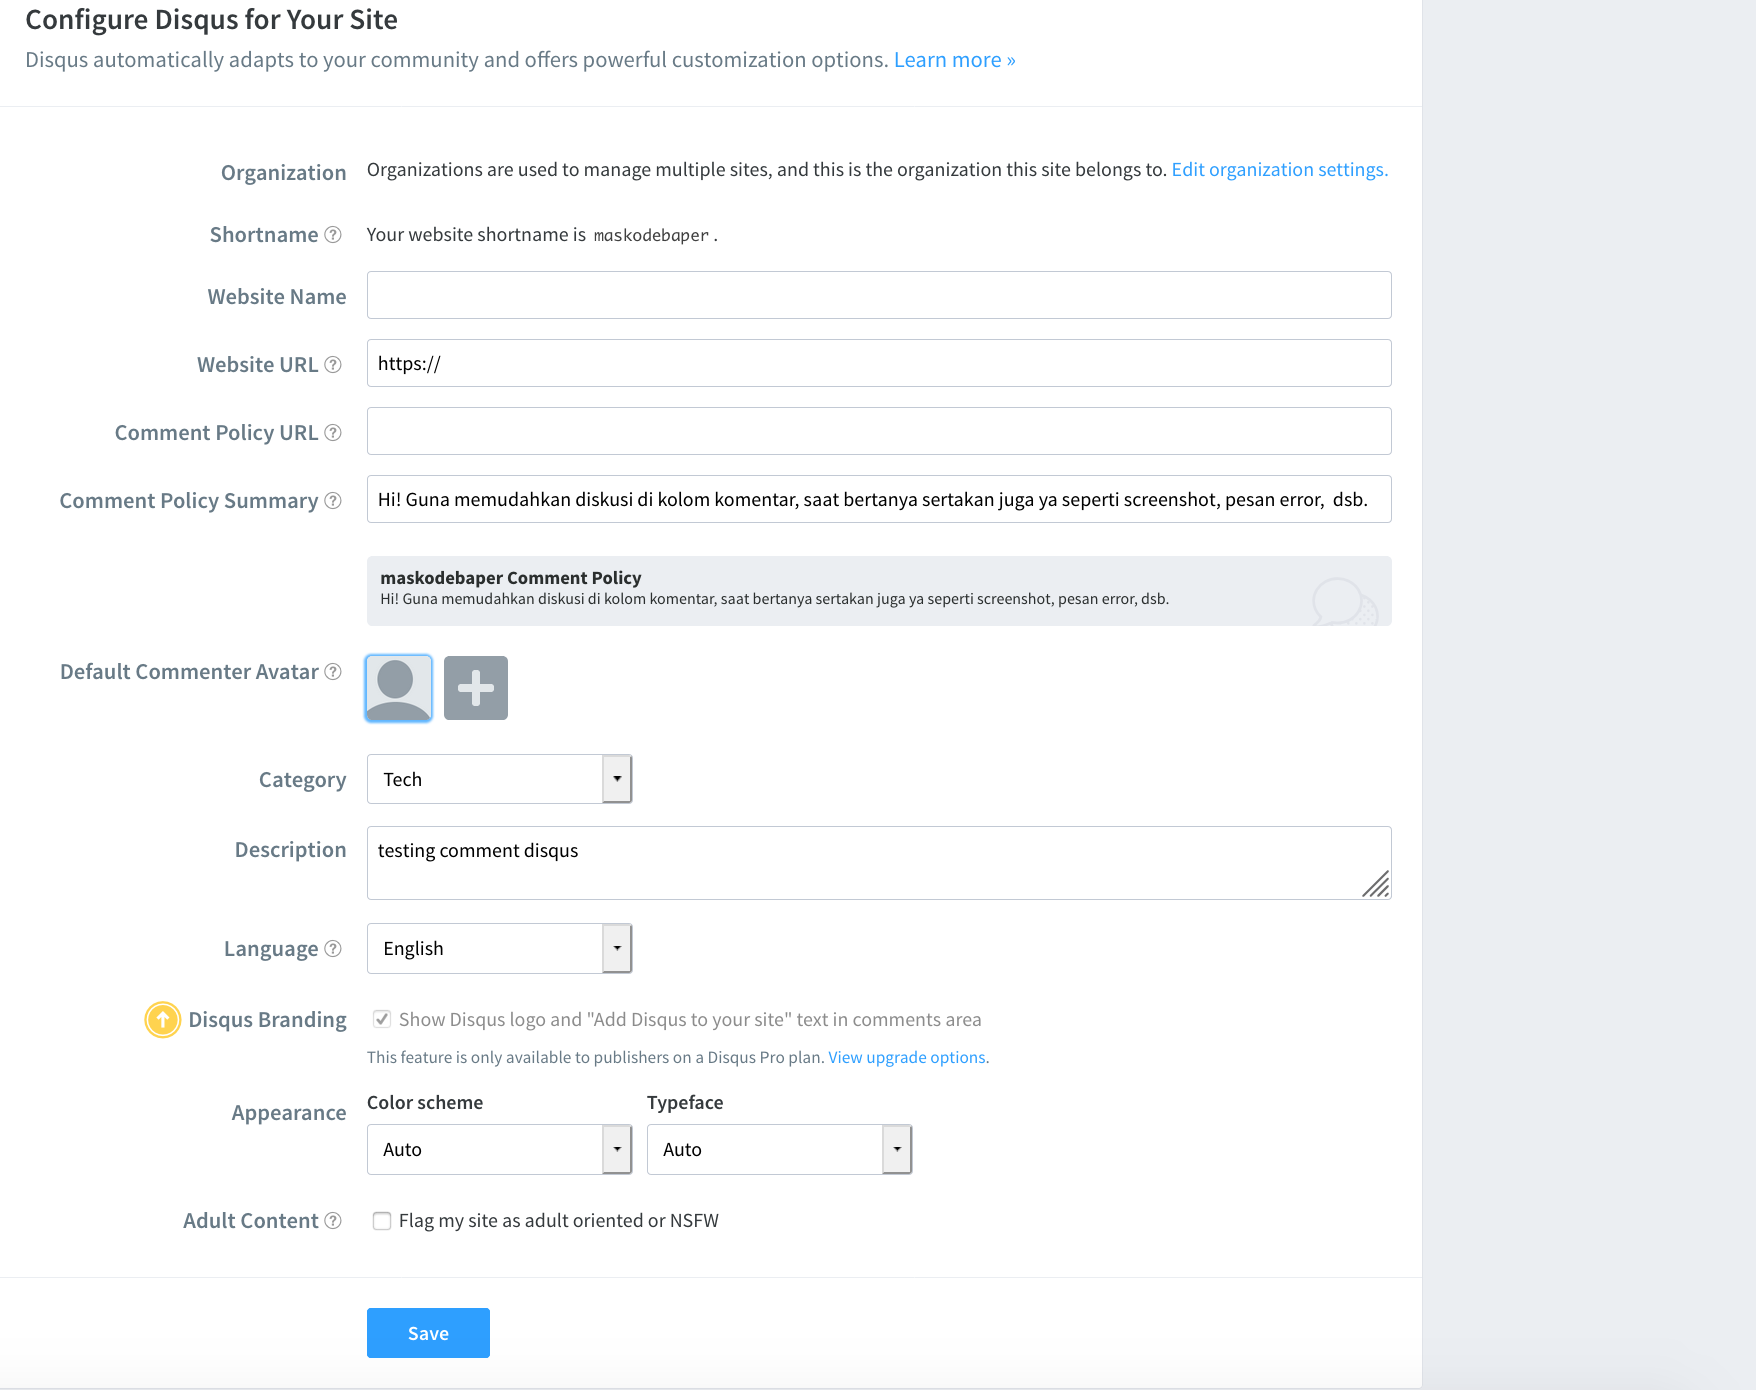 Configure Disqus for Your Site
Disqus automatically adapts to your community and offers powerful customization options. Learn more »
Organization Organizations are used to manage multiple sites, and this is the organization this site belongs to. Edit organization settings.
Shortname ? Your website shortname is maskodebaper .
Website Name
Website URL ? https://
Comment Policy URL ?
Comment Policy Summary ? Hi! Guna memudahkan diskusi di kolom komentar, saat bertanya sertakan juga ya seperti screenshot, pesan error,  dsb.
maskodebaper Comment Policy
Hi! Guna memudahkan diskusi di kolom komentar, saat bertanya sertakan juga ya seperti screenshot, pesan error, dsb.
Default Commenter Avatar ?
Category Tech
Description testing comment disqus
Language ? English
Disqus Branding Show Disqus logo and "Add Disqus to your site" text in comments area
This feature is only available to publishers on a Disqus Pro plan. View upgrade options.
Appearance Color scheme Typeface
Auto Auto
Adult Content ? Flag my site as adult oriented or NSFW
Save